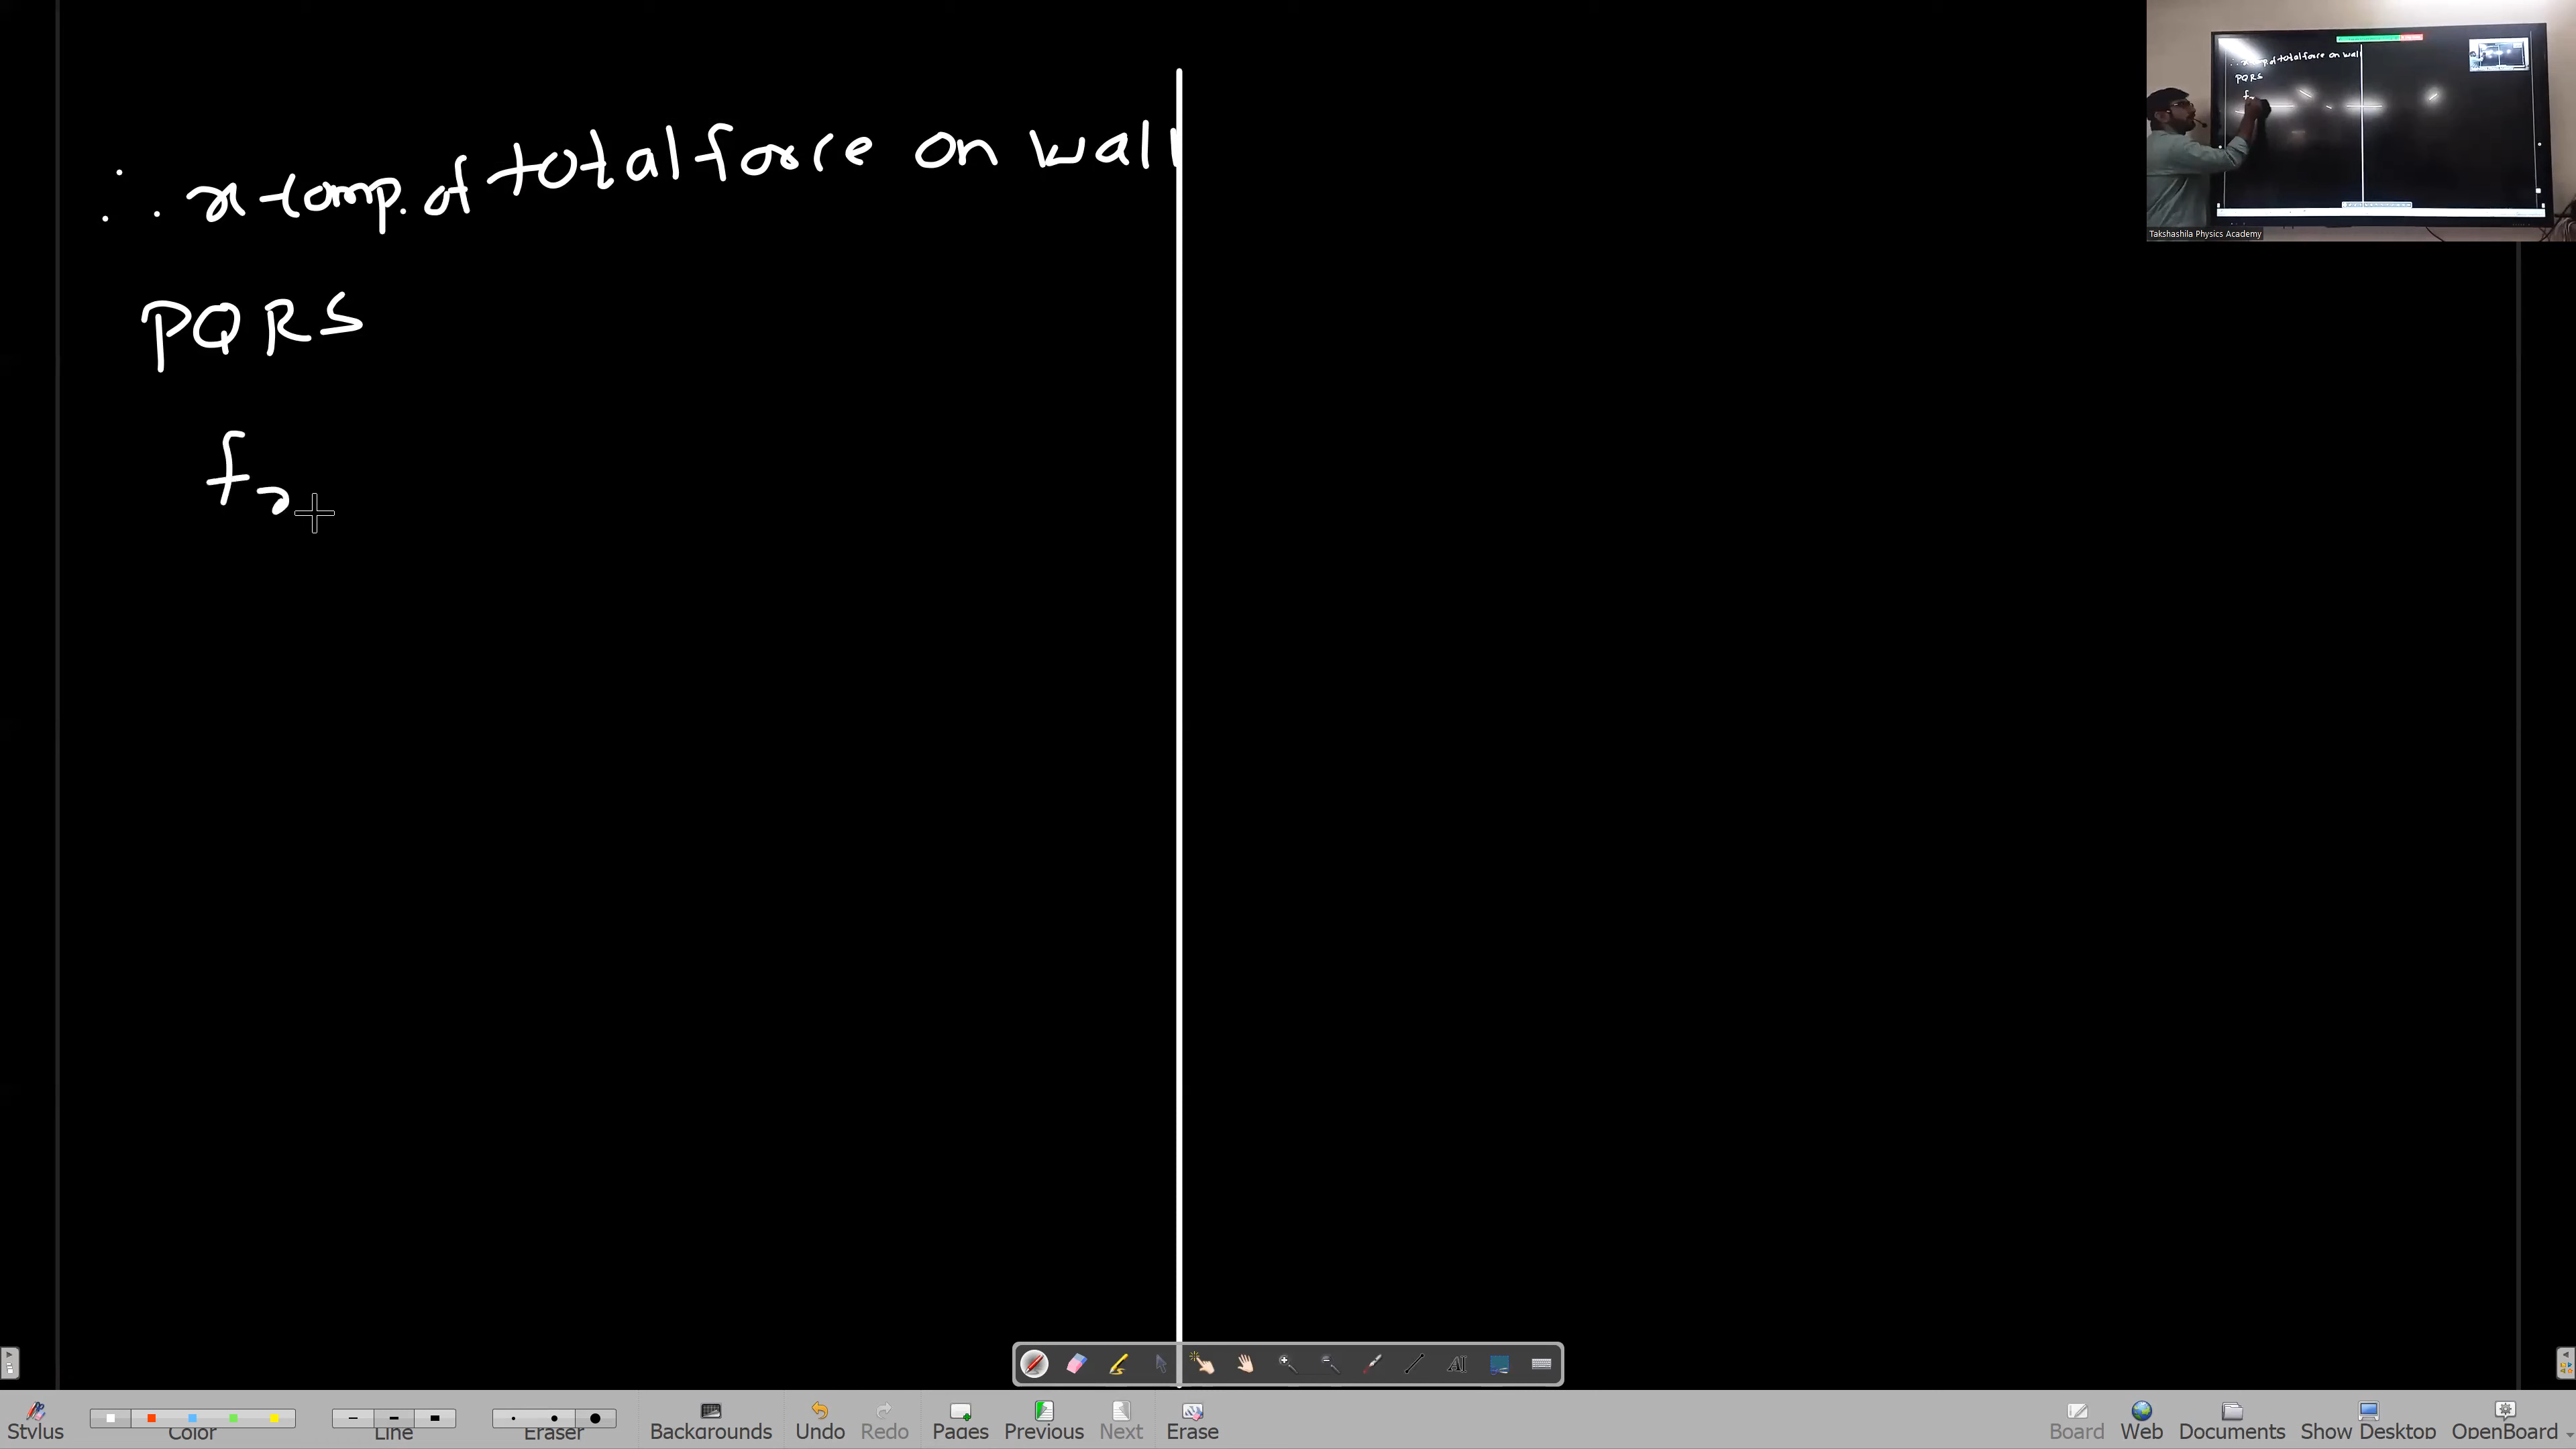 ∴ x-comp. of total force on wall
PQRS
fx
Takshashila Physics Academy
Stylus Color Line Eraser Backgrounds Undo Redo Pages Previous Next Erase Board Web Documents Show Desktop OpenBoard